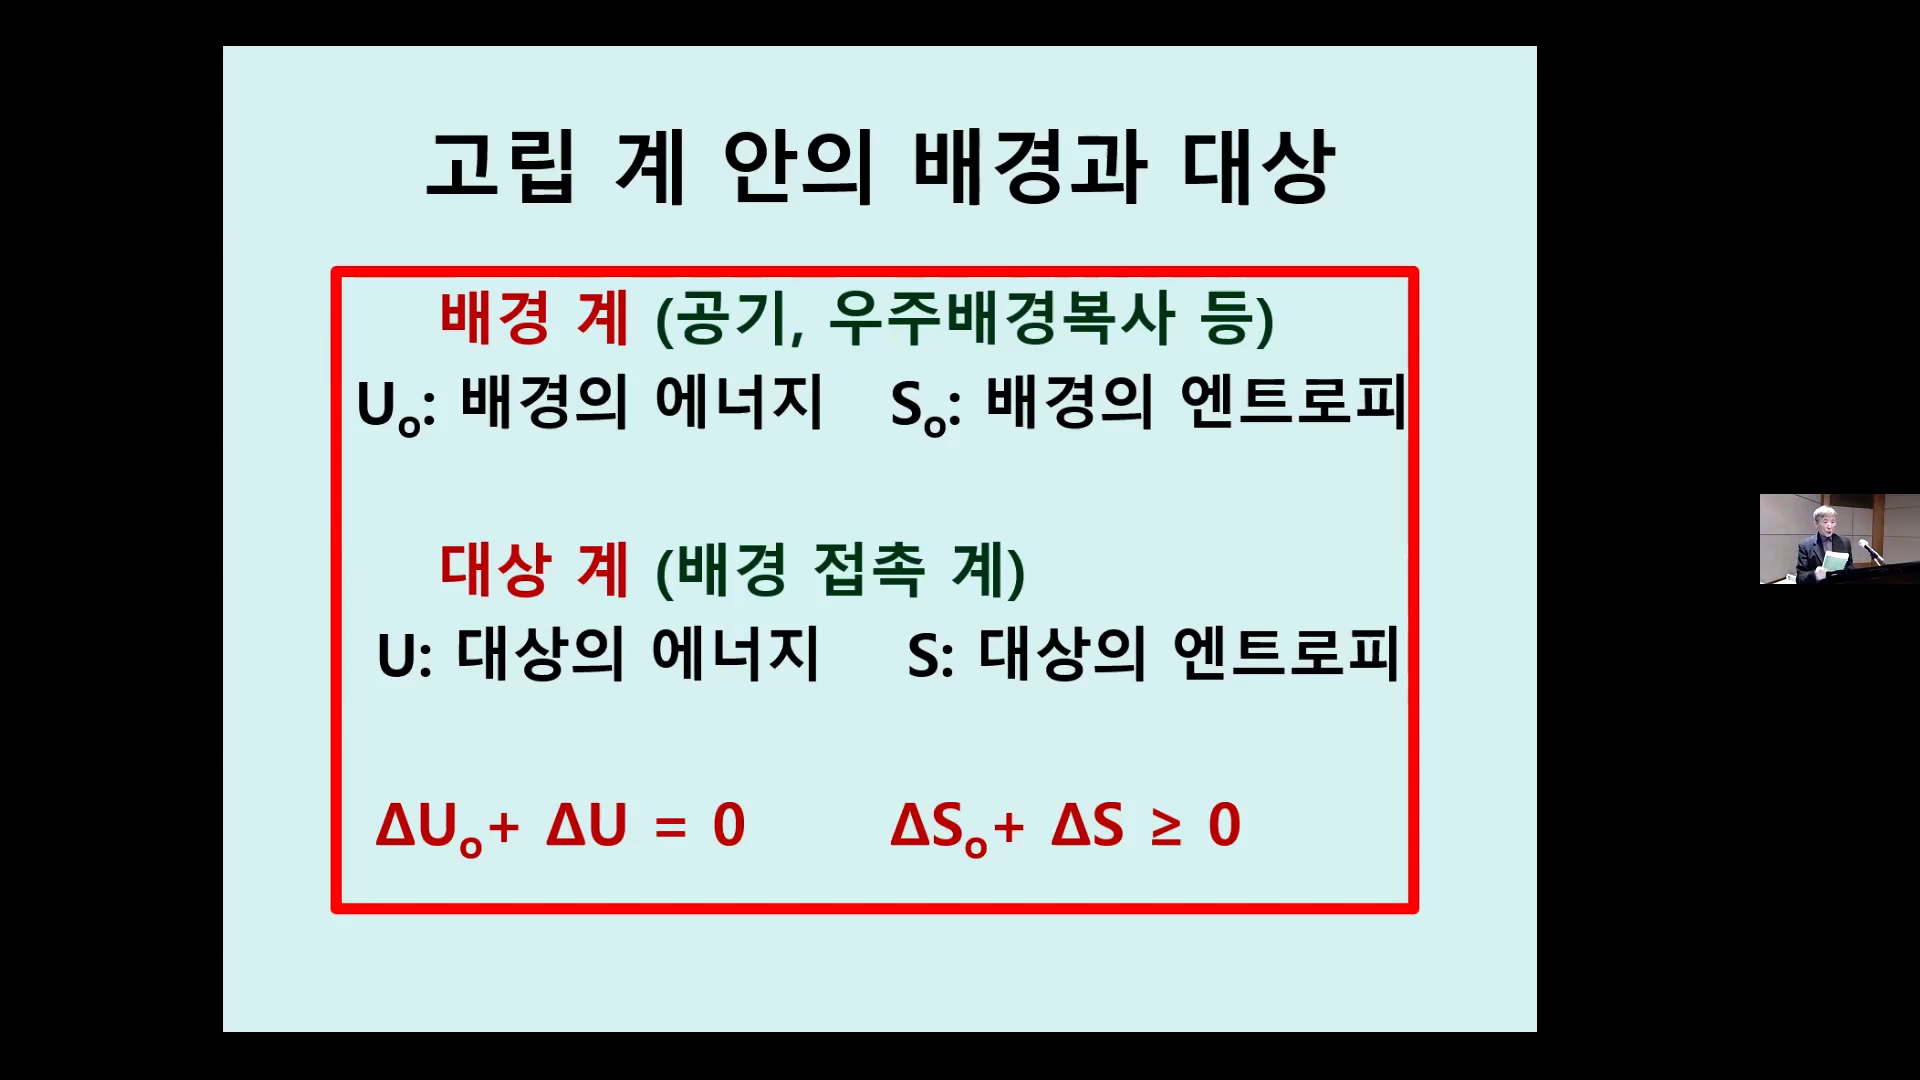 고립 계 안의 배경과 대상
배경 계 (공기, 우주배경복사 등)
Uo: 배경의 에너지 So: 배경의 엔트로피
대상 계 (배경 접촉 계)
U: 대상의 에너지 S: 대상의 엔트로피
ΔUo+ ΔU = 0 ΔSo+ ΔS ≥ 0